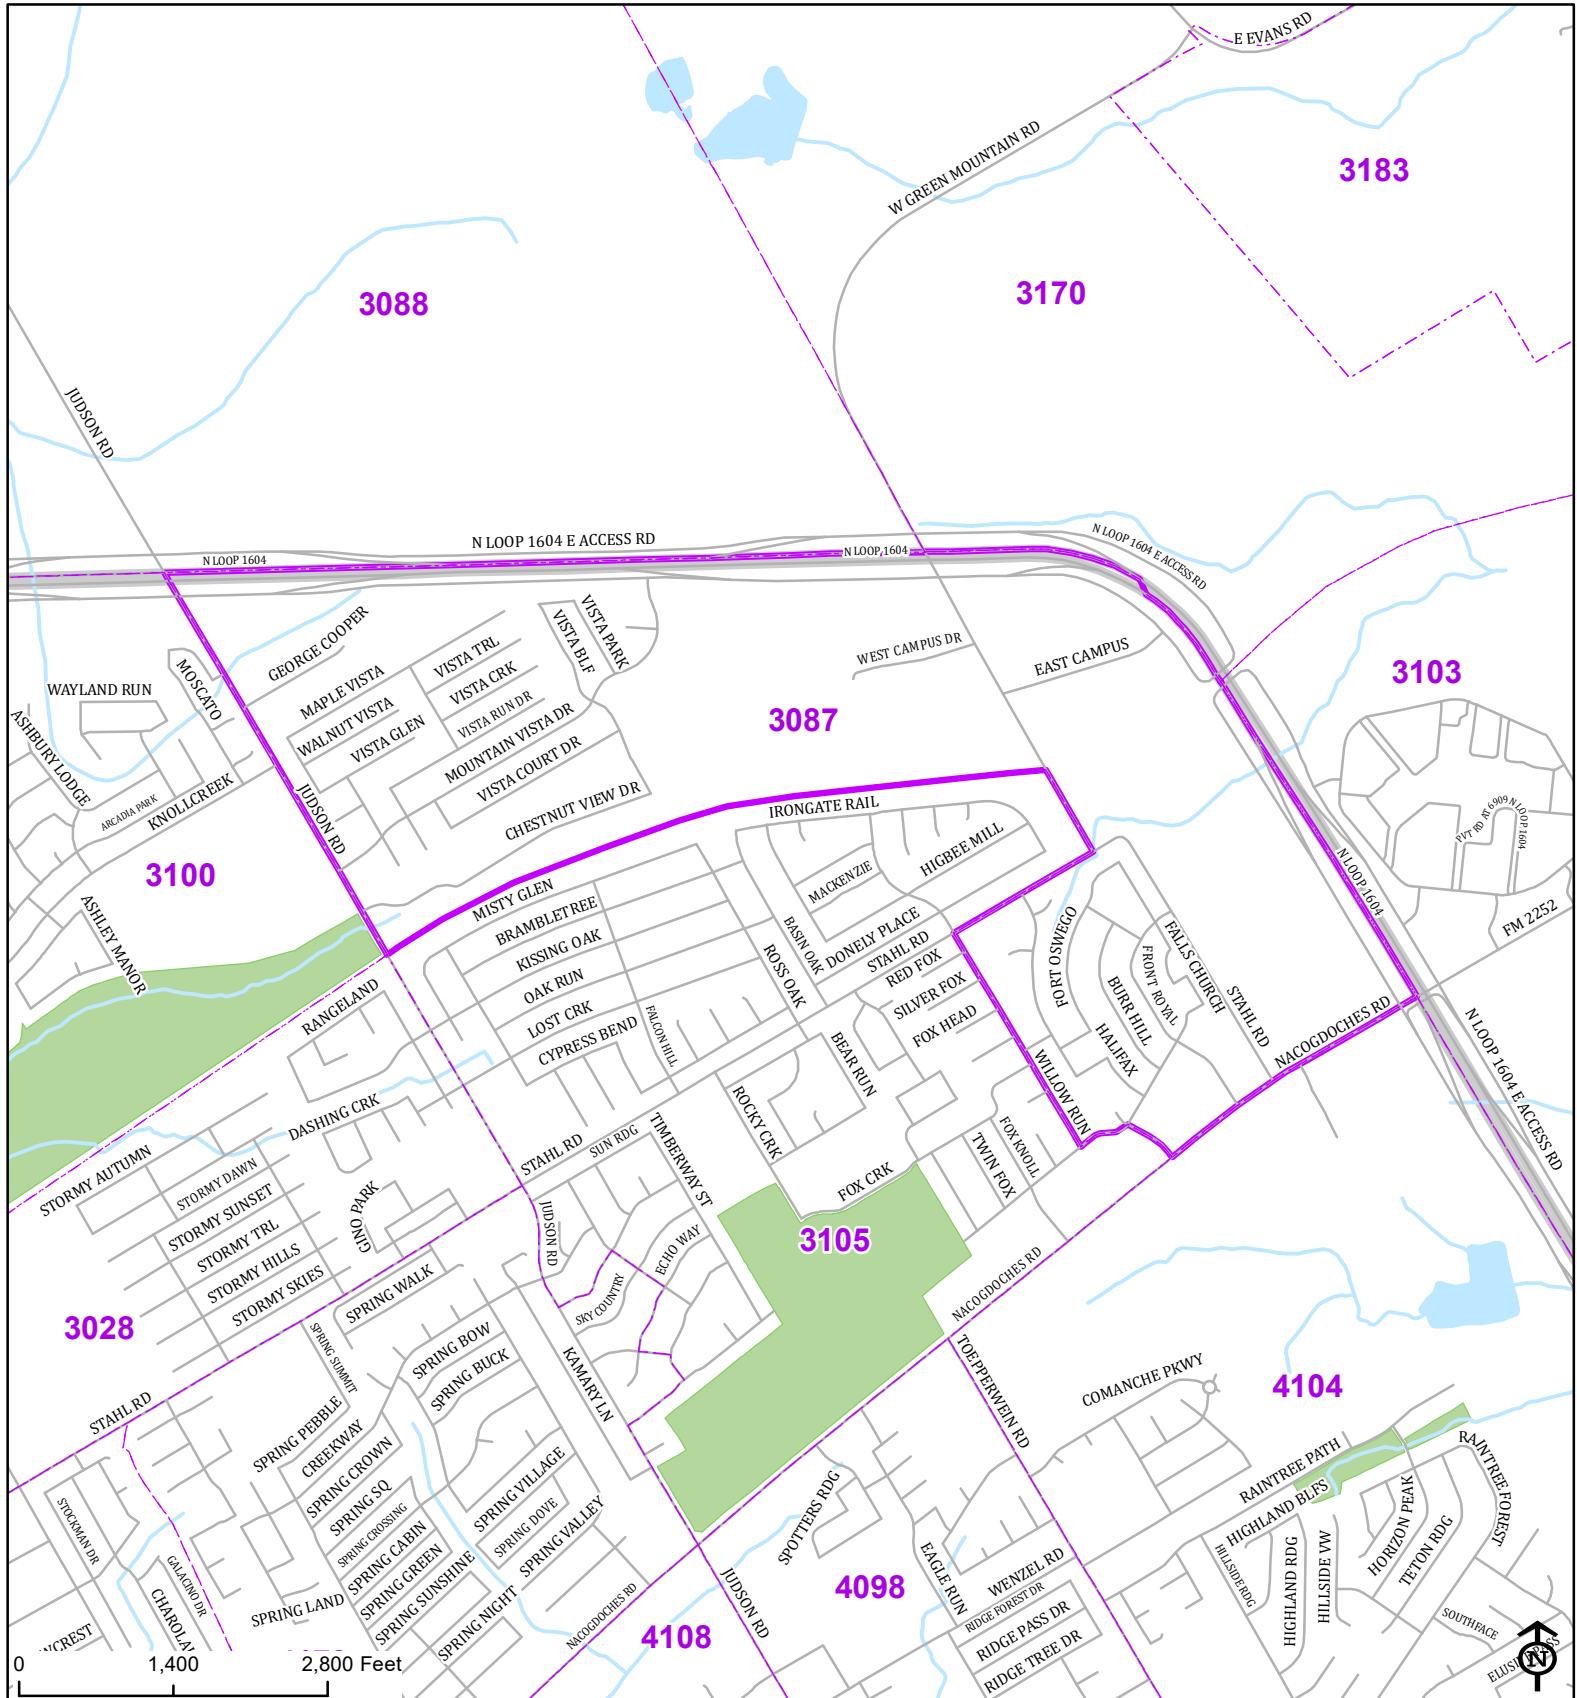 E EVANS RD
W GREEN MOUNTAIN RD
3183
3088
3170
JUDSON RD
N LOOP 1604 E ACCESS RD
N LOOP 1604
N LOOP 1604
N LOOP 1604 E ACCESS RD
GEORGE COOPER
VISTA PARK
VISTA BLF
VISTA TRL
WEST CAMPUS DR
EAST CAMPUS
MOSCATO
MAPLE VISTA
VISTA CRK
3103
WAYLAND RUN
WALNUT VISTA
VISTA RUN DR
3087
VISTA GLEN
MOUNTAIN VISTA DR
ASHBURY LODGE
VISTA COURT DR
ARCADIA PARK
KNOLLCREEK
JUDSON RD
CHESTNUT VIEW DR
IRONGATE RAIL
PVT RD AT 6909 N LOOP 1604
HIGBEE MILL
3100
MACKENZIE
N LOOP 1604
MISTY GLEN
BRAMBLETREE
FM 2252
ASHLEY MANOR
KISSING OAK
BASIN OAK
DONELY PLACE
STAHL RD
RED FOX
FORT OSWEGO
FALLS CHURCH
OAK RUN
ROSS OAK
SILVER FOX
FRONT ROYAL
RANGELAND
LOST CRK
FALCON HILL
FOX HEAD
BURR HILL
STAHL RD
CYPRESS BEND
BEAR RUN
HALIFAX
NACOGDOCHES RD
N LOOP 1604 E ACCESS RD
WILLOW RUN
DASHING CRK
ROCKY CRK
STORMY AUTUMN
STAHL RD
SUN RDG
TIMBERWAY ST
FOX KNOLL
TWIN FOX
STORMY DAWN
FOX CRK
STORMY SUNSET
GINO PARK
JUDSON RD
STORMY TRL
ECHO WAY
3105
STORMY HILLS
NACOGDOCHES RD
STORMY SKIES
SPRING WALK
SKY COUNTRY
3028
SPRING SUMMIT
SPRING BOW
SPRING BUCK
KAMARY LN
TOEPPERWEIN RD
COMANCHE PKWY
4104
STAHL RD
SPRING PEBBLE
CREEKWAY
SPRING CROWN
RAINTREE PATH
RAINTREE FOREST
SPRING SQ
SPRING VILLAGE
SPOTTERS RDG
HIGHLAND BLFS
HORIZON PEAK
STOCKMAN DR
SPRING CROSSING
SPRING DOVE
SPRING CABIN
SPRING VALLEY
EAGLE RUN
HILLSIDE RDG
HIGHLAND RDG
HILLSIDE VW
TETON RDG
GALACINO DR
SPRING GREEN
SPRING SUNSHINE
WENZEL RD
4098
RIDGE FOREST DR
SPRING LAND
SPRING NIGHT
NACOGDOCHES RD
JUDSON RD
RIDGE PASS DR
SOUTHFACE
4108
RIDGE TREE DR
N
0 1,400 2,800 Feet